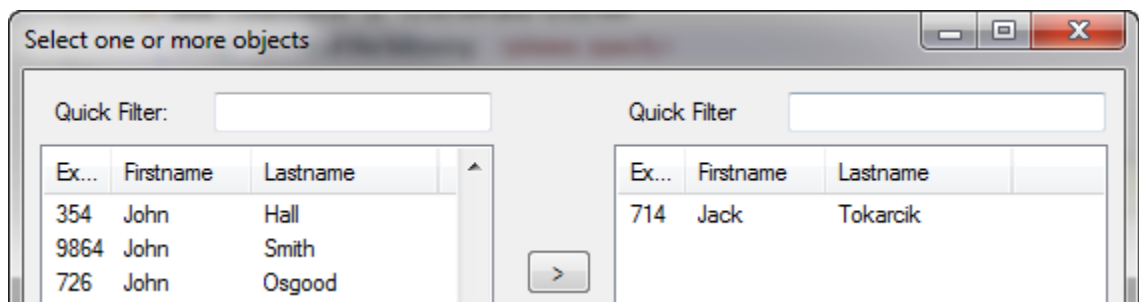 Select one or more objects
Quick Filter:
Ex... Firstname Lastname
354 John Hall
9864 John Smith
726 John Osgood
>
Quick Filter
Ex... Firstname Lastname
714 Jack Tokarcik